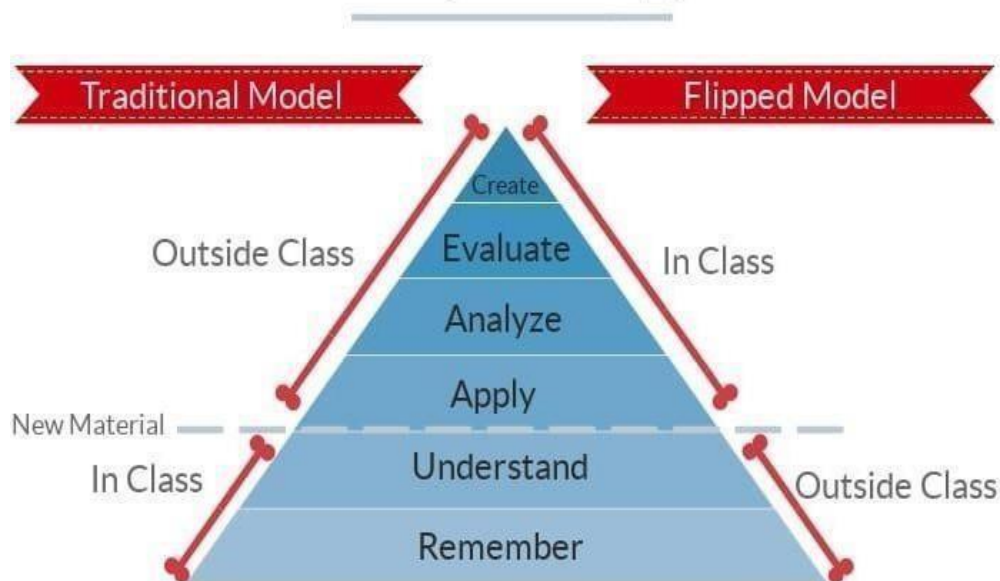 Traditional Model
Flipped Model
Create
Outside Class
Evaluate
In Class
Analyze
Apply
New Material
In Class
Understand
Outside Class
Remember